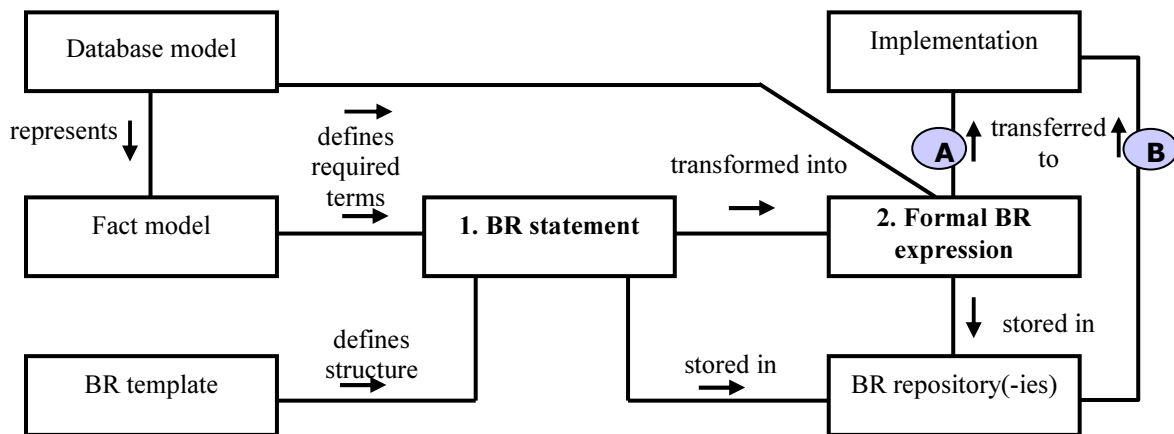 Database model
Implementation
represents
defines
required
terms
transformed into
A
transferred
to
B
Fact model
1. BR statement
2. Formal BR
expression
defines
structure
stored in
stored in
BR template
BR repository(-ies)